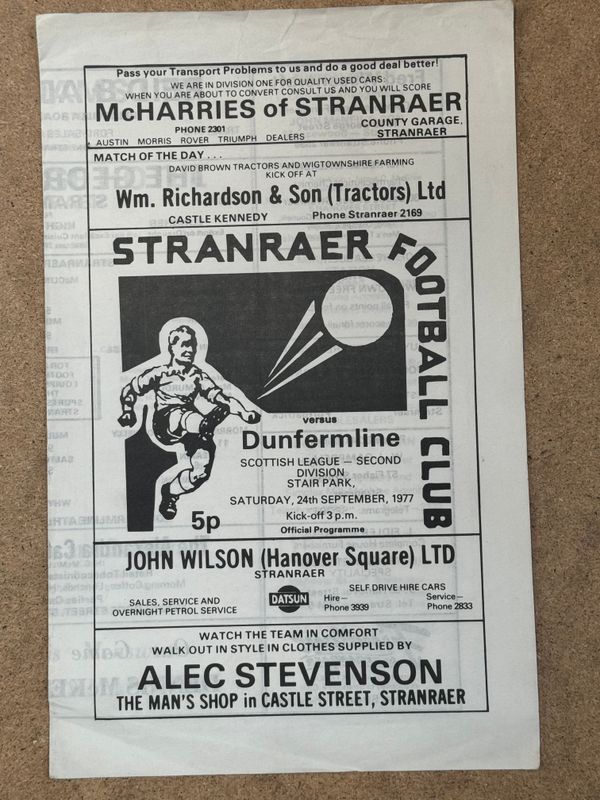 Pass your Transport Problems to us and do a good deal better!
WE ARE IN DIVISION ONE FOR QUALITY USED CARS:
WHEN YOU ARE ABOUT TO CONVERT CONSULT US AND YOU WILL SCORE
McHARRIES of STRANRAER
PHONE 2301
COUNTY GARAGE,
AUSTIN MORRIS ROVER TRIUMPH DEALERS
STRANRAER
MATCH OF THE DAY . . .
DAVID BROWN TRACTORS AND WIGTOWNSHIRE FARMING
KICK OFF AT
Wm. Richardson & Son (Tractors) Ltd
CASTLE KENNEDY Phone Stranraer 2169
STRANRAER FOOTBALL CLUB
versus
Dunfermline
SCOTTISH LEAGUE – SECOND
DIVISION
STAIR PARK,
SATURDAY, 24th SEPTEMBER, 1977
Kick-off 3 p.m.
5p
Official Programme
JOHN WILSON (Hanover Square) LTD
STRANRAER
SALES, SERVICE AND
OVERNIGHT PETROL SERVICE
DATSUN
SELF DRIVE HIRE CARS
Hire –
Phone 3939
Service –
Phone 2833
WATCH THE TEAM IN COMFORT
WALK OUT IN STYLE IN CLOTHES SUPPLIED BY
ALEC STEVENSON
THE MAN'S SHOP in CASTLE STREET, STRANRAER